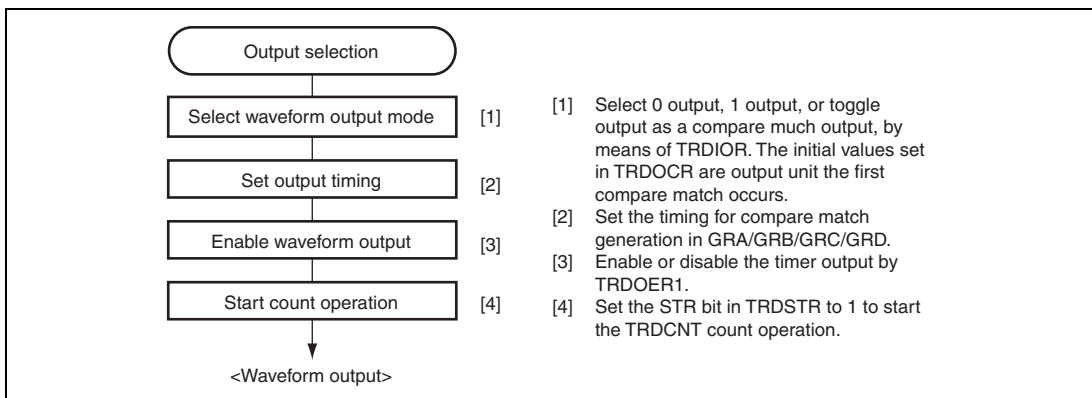 Output selection
Select waveform output mode
[1]
Set output timing
[2]
Enable waveform output
[3]
Start count operation
[4]
<Waveform output>
[1] Select 0 output, 1 output, or toggle
output as a compare much output, by
means of TRDIOR. The initial values set
in TRDOCR are output unit the first
compare match occurs.
[2] Set the timing for compare match
generation in GRA/GRB/GRC/GRD.
[3] Enable or disable the timer output by
TRDOER1.
[4] Set the STR bit in TRDSTR to 1 to start
the TRDCNT count operation.